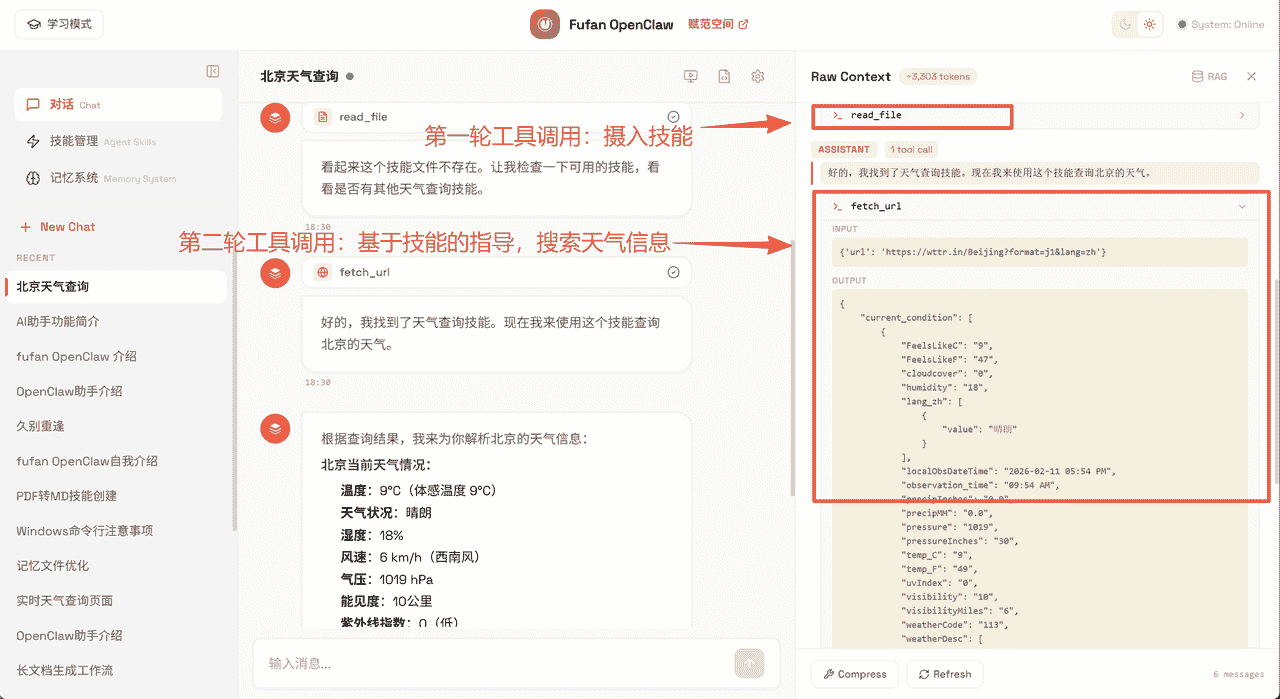 学习模式
Fufan OpenClaw 赋范空间
System: Online
对话 Chat
技能管理 Agent Skills
记忆系统 Memory System
+ New Chat
RECENT
北京天气查询
AI助手功能简介
fufan OpenClaw 介绍
OpenClaw助手介绍
久别重逢
fufan OpenClaw自我介绍
PDF转MD技能创建
Windows命令行注意事项
记忆文件优化
实时天气查询页面
OpenClaw助手介绍
长文档生成工作流
北京天气查询
read_file
第一轮工具调用：摄入技能
看起来这个技能文件不存在。让我检查一下可用的技能，看
看是否有其他天气查询技能。
18:30
第二轮工具调用：基于技能的指导，搜索天气信息
fetch_url
好的，我找到了天气查询技能。现在我来使用这个技能查询
北京的天气。
18:30
根据查询结果，我来为你解析北京的天气信息：
北京当前天气情况：
温度：9°C（体感温度 9°C）
天气状况：晴朗
湿度：18%
风速：6 km/h（西南风）
气压：1019 hPa
能见度：10公里
紫外线指数：0（低）
输入消息...
Raw Context ~3,303 tokens
RAG
read_file
ASSISTANT 1 tool call
好的，我找到了天气查询技能。现在我来使用这个技能查询北京的天气。
fetch_url
INPUT
{'url': 'https://wttr.in/Beijing?format=j1&lang=zh'}
OUTPUT
{
"current_condition": [
{
"FeelsLikeC": "9",
"FeelsLikeF": "47",
"cloudcover": "0",
"humidity": "18",
"lang_zh": [
{
"value": "晴朗"
}
],
"localObsDateTime": "2026-02-11 05:54 PM",
"observation_time": "09:54 AM",
"precipInches": "0.0",
"precipMM": "0.0",
"pressure": "1019",
"pressureInches": "30",
"temp_C": "9",
"temp_F": "49",
"uvIndex": "0",
"visibility": "10",
"visibilityMiles": "6",
"weatherCode": "113",
"weatherDesc": [
Compress
Refresh
6 messages